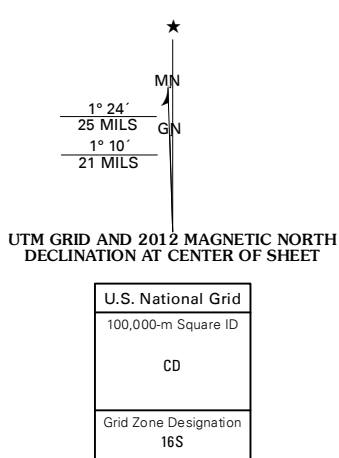 ★
MN
1° 24´
25 MILS
GN
1° 10´
21 MILS
UTM GRID AND 2012 MAGNETIC NORTH
DECLINATION AT CENTER OF SHEET
U.S. National Grid
100,000-m Square ID
CD
Grid Zone Designation
16S